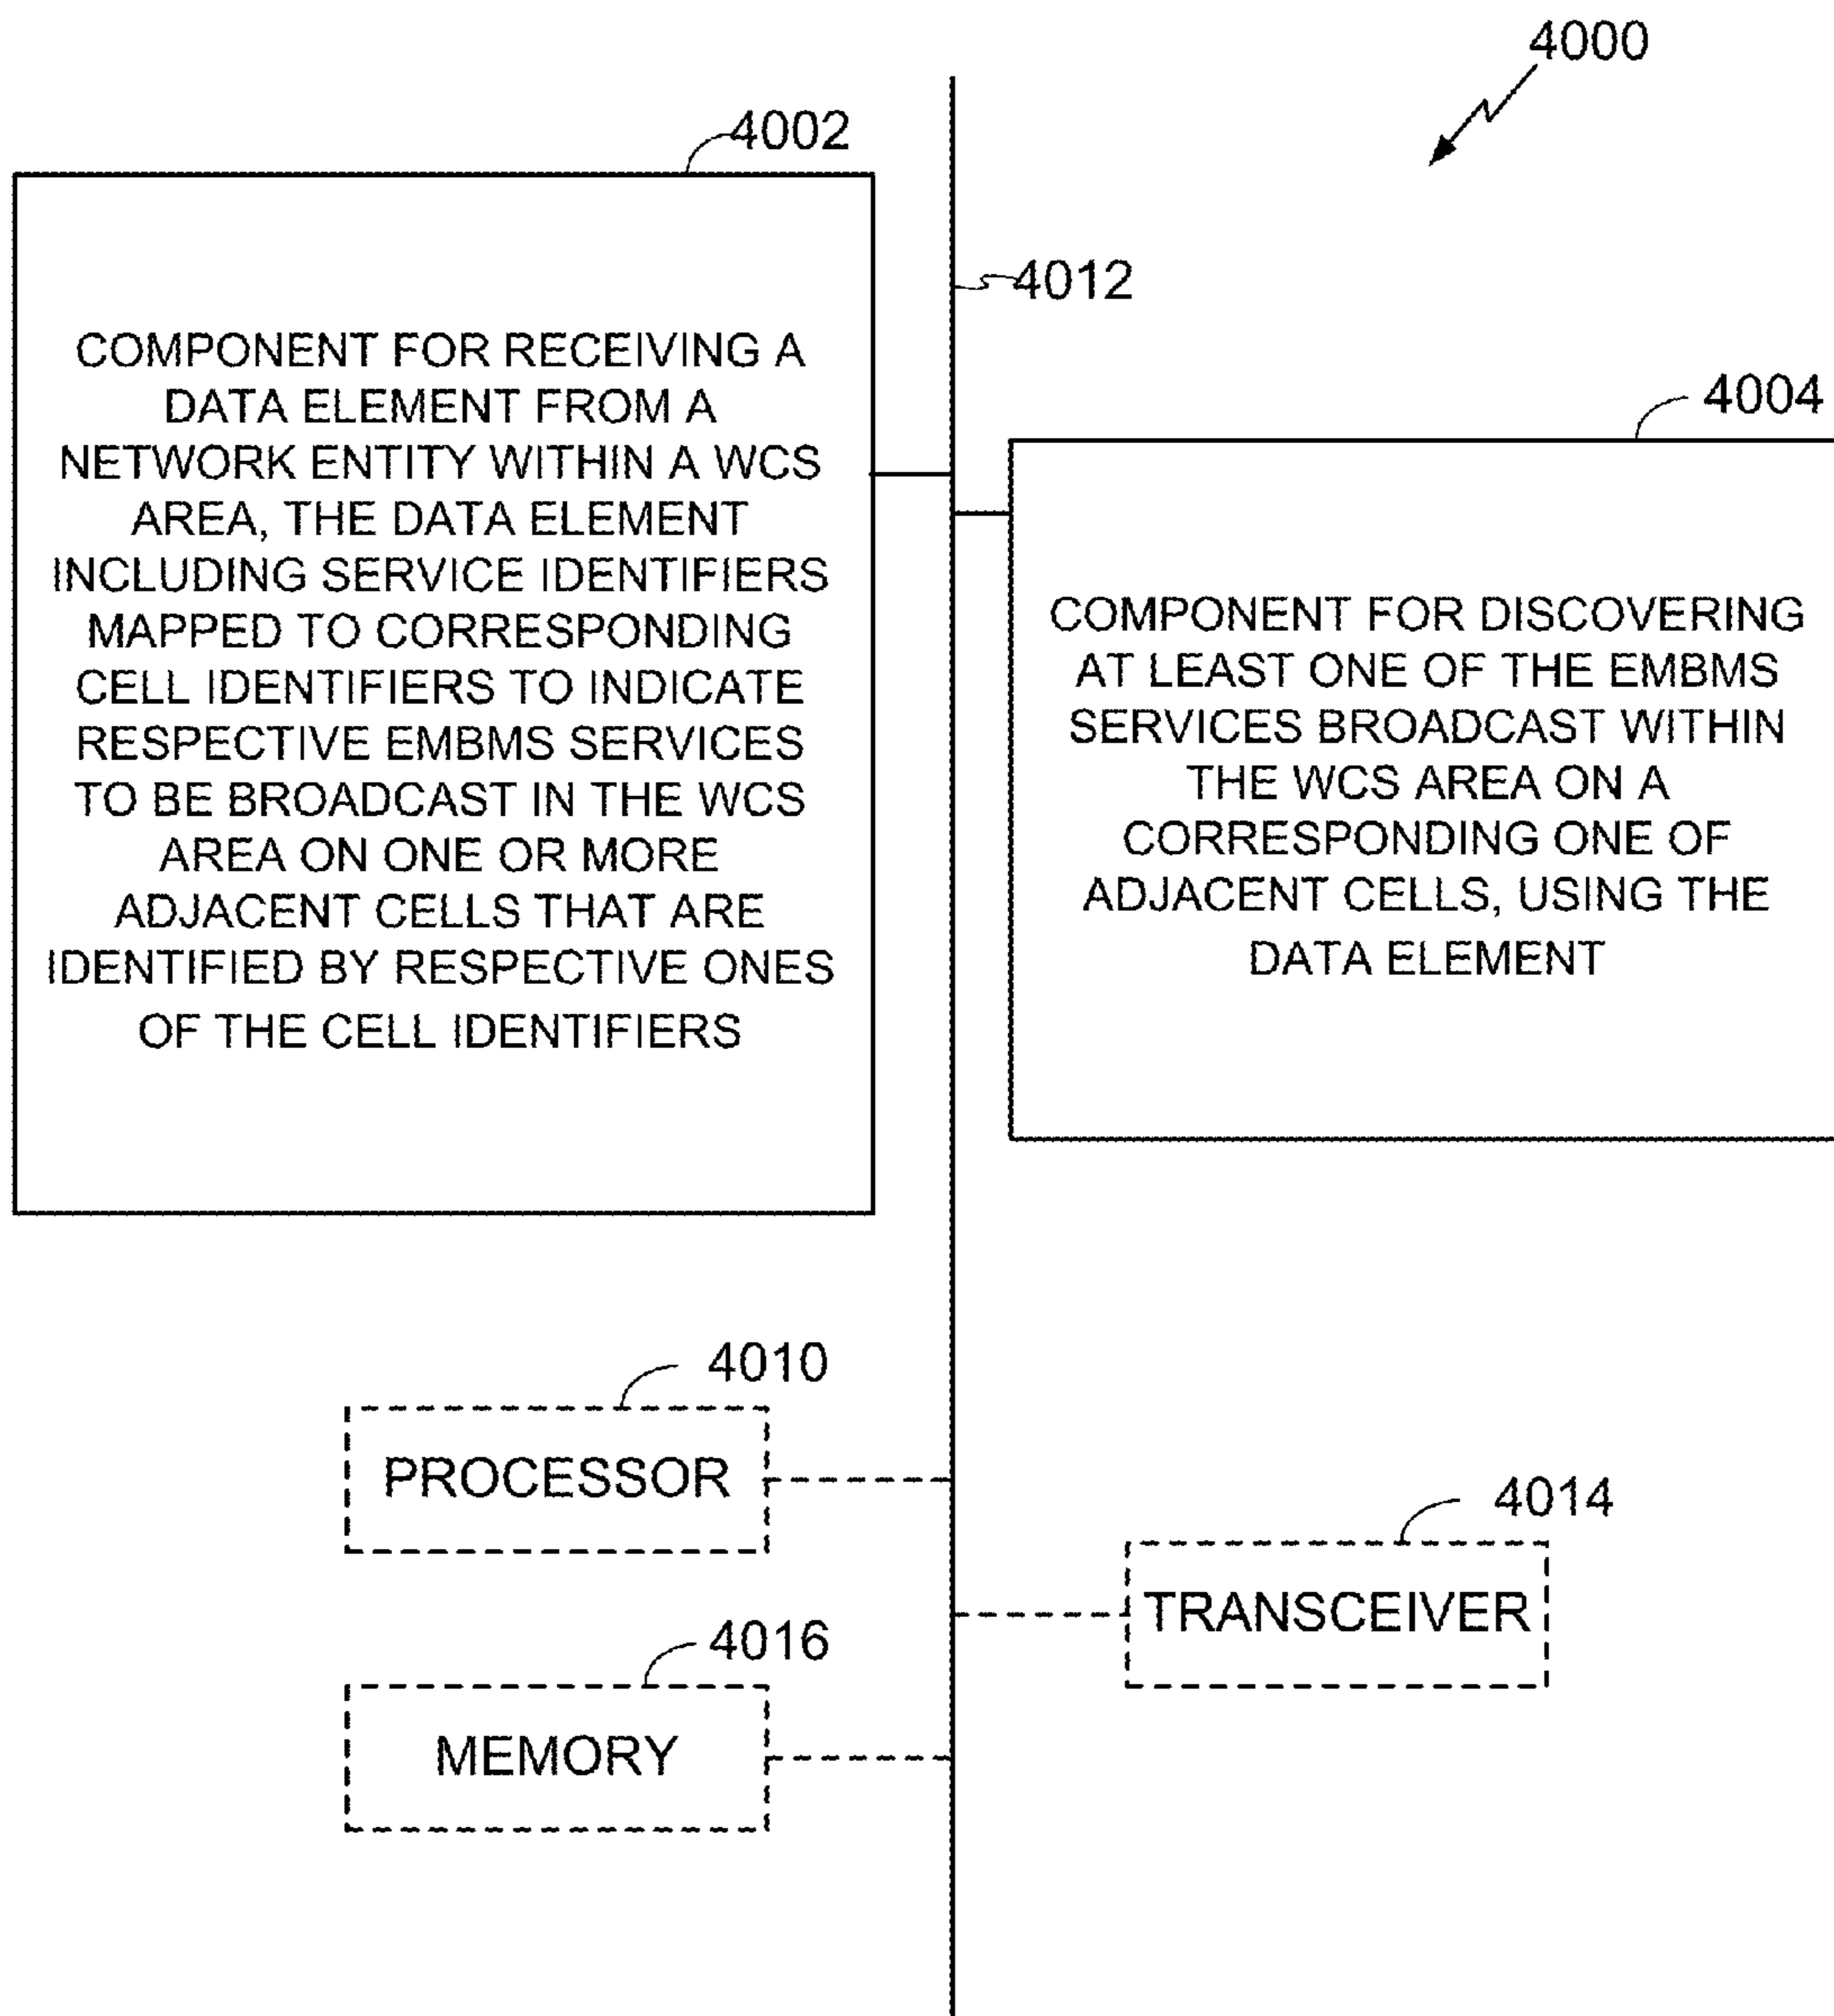 4000
4002
4012
COMPONENT FOR RECEIVING A
DATA ELEMENT FROM A
NETWORK ENTITY WITHIN A WCS
AREA, THE DATA ELEMENT
INCLUDING SERVICE IDENTIFIERS
MAPPED TO CORRESPONDING
CELL IDENTIFIERS TO INDICATE
RESPECTIVE EMBMS SERVICES
TO BE BROADCAST IN THE WCS
AREA ON ONE OR MORE
ADJACENT CELLS THAT ARE
IDENTIFIED BY RESPECTIVE ONES
OF THE CELL IDENTIFIERS
4004
COMPONENT FOR DISCOVERING
AT LEAST ONE OF THE EMBMS
SERVICES BROADCAST WITHIN
THE WCS AREA ON A
CORRESPONDING ONE OF
ADJACENT CELLS, USING THE
DATA ELEMENT
4010
PROCESSOR
4014
TRANSCEIVER
4016
MEMORY